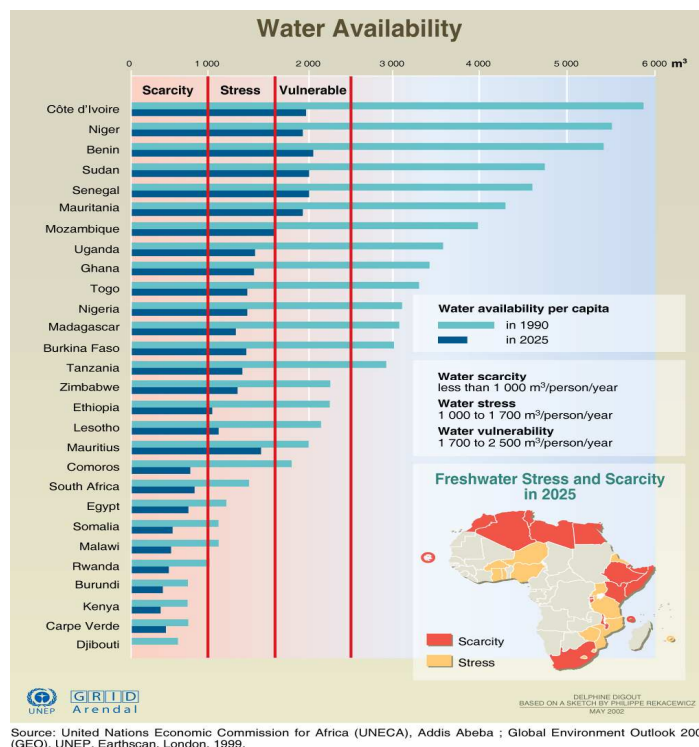 Water Availability
0 1 000 2 000 3 000 4 000 5 000 6 000 m³
Scarcity Stress Vulnerable
Côte d'Ivoire
Niger
Benin
Sudan
Senegal
Mauritania
Mozambique
Uganda
Ghana
Togo
Nigeria
Madagascar
Burkina Faso
Tanzania
Zimbabwe
Ethiopia
Lesotho
Mauritius
Comoros
South Africa
Egypt
Somalia
Malawi
Rwanda
Burundi
Kenya
Carpe Verde
Djibouti
Water availability per capita
in 1990
in 2025
Water scarcity
less than 1 000 m³/person/year
Water stress
1 000 to 1 700 m³/person/year
Water vulnerability
1 700 to 2 500 m³/person/year
Freshwater Stress and Scarcity
in 2025
Scarcity
Stress
UNEP
GRID
Arendal
DELPHINE DIGOUT
BASED ON A SKETCH BY PHILIPPE REKACEWICZ
MAY 2002
Source: United Nations Economic Commission for Africa (UNECA), Addis Abeba ; Global Environment Outlook 20
(GEO), UNEP, Earthscan, London, 1999.